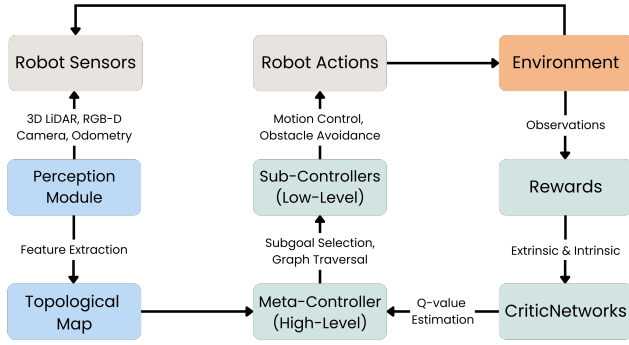 Robot Sensors
Robot Actions
Environment
3D LiDAR, RGB-D
Camera, Odometry
Motion Control,
Obstacle Avoidance
Observations
Perception
Module
Sub-Controllers
(Low-Level)
Rewards
Feature Extraction
Subgoal Selection,
Graph Traversal
Extrinsic & Intrinsic
Topological
Map
Meta-Controller
(High-Level)
Q-value
Estimation
CriticNetworks